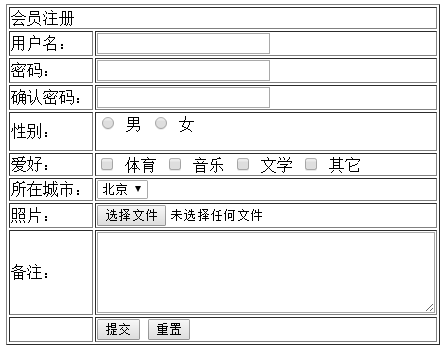 会员注册
用户名：
密码：
确认密码：
性别： 男 女
爱好： 体育 音乐 文学 其它
所在城市： 北京
照片： 选择文件 未选择任何文件
备注：
提交 重置